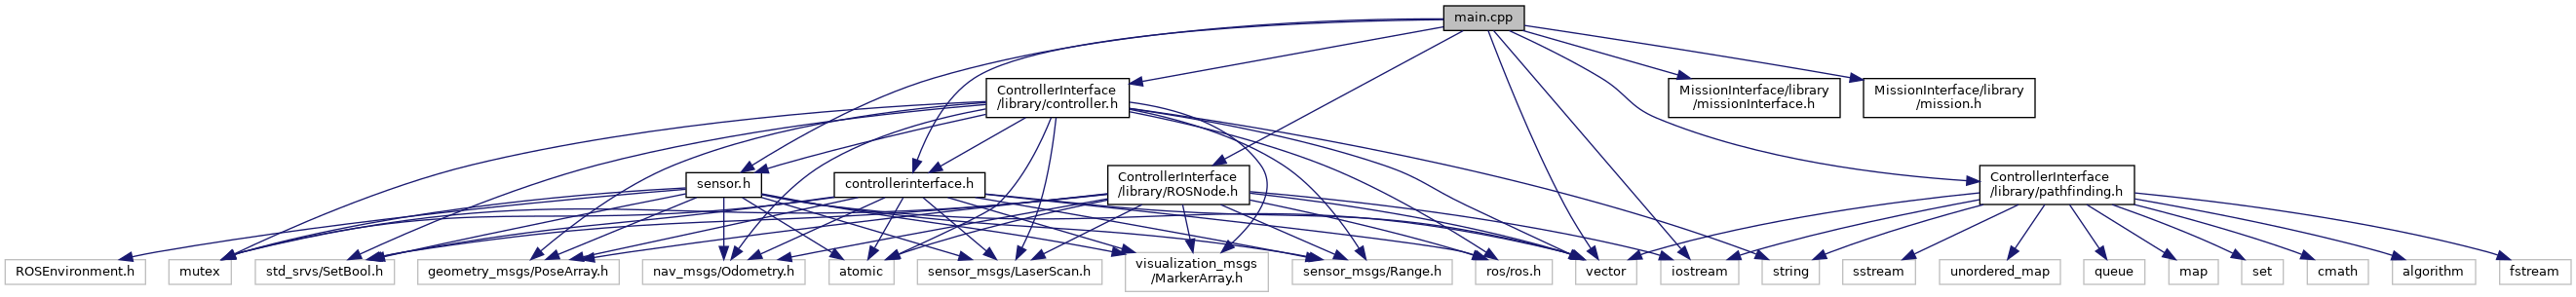 main.cpp
ControllerInterface
/library/controller.h
MissionInterface/library
/missionInterface.h
MissionInterface/library
/mission.h
sensor.h
controllerinterface.h
ControllerInterface
/library/ROSNode.h
ControllerInterface
/library/pathfinding.h
ROSEnvironment.h
mutex
std_srvs/SetBool.h
geometry_msgs/PoseArray.h
nav_msgs/Odometry.h
atomic
sensor_msgs/LaserScan.h
visualization_msgs
/MarkerArray.h
sensor_msgs/Range.h
ros/ros.h
vector
iostream
string
sstream
unordered_map
queue
map
set
cmath
algorithm
fstream